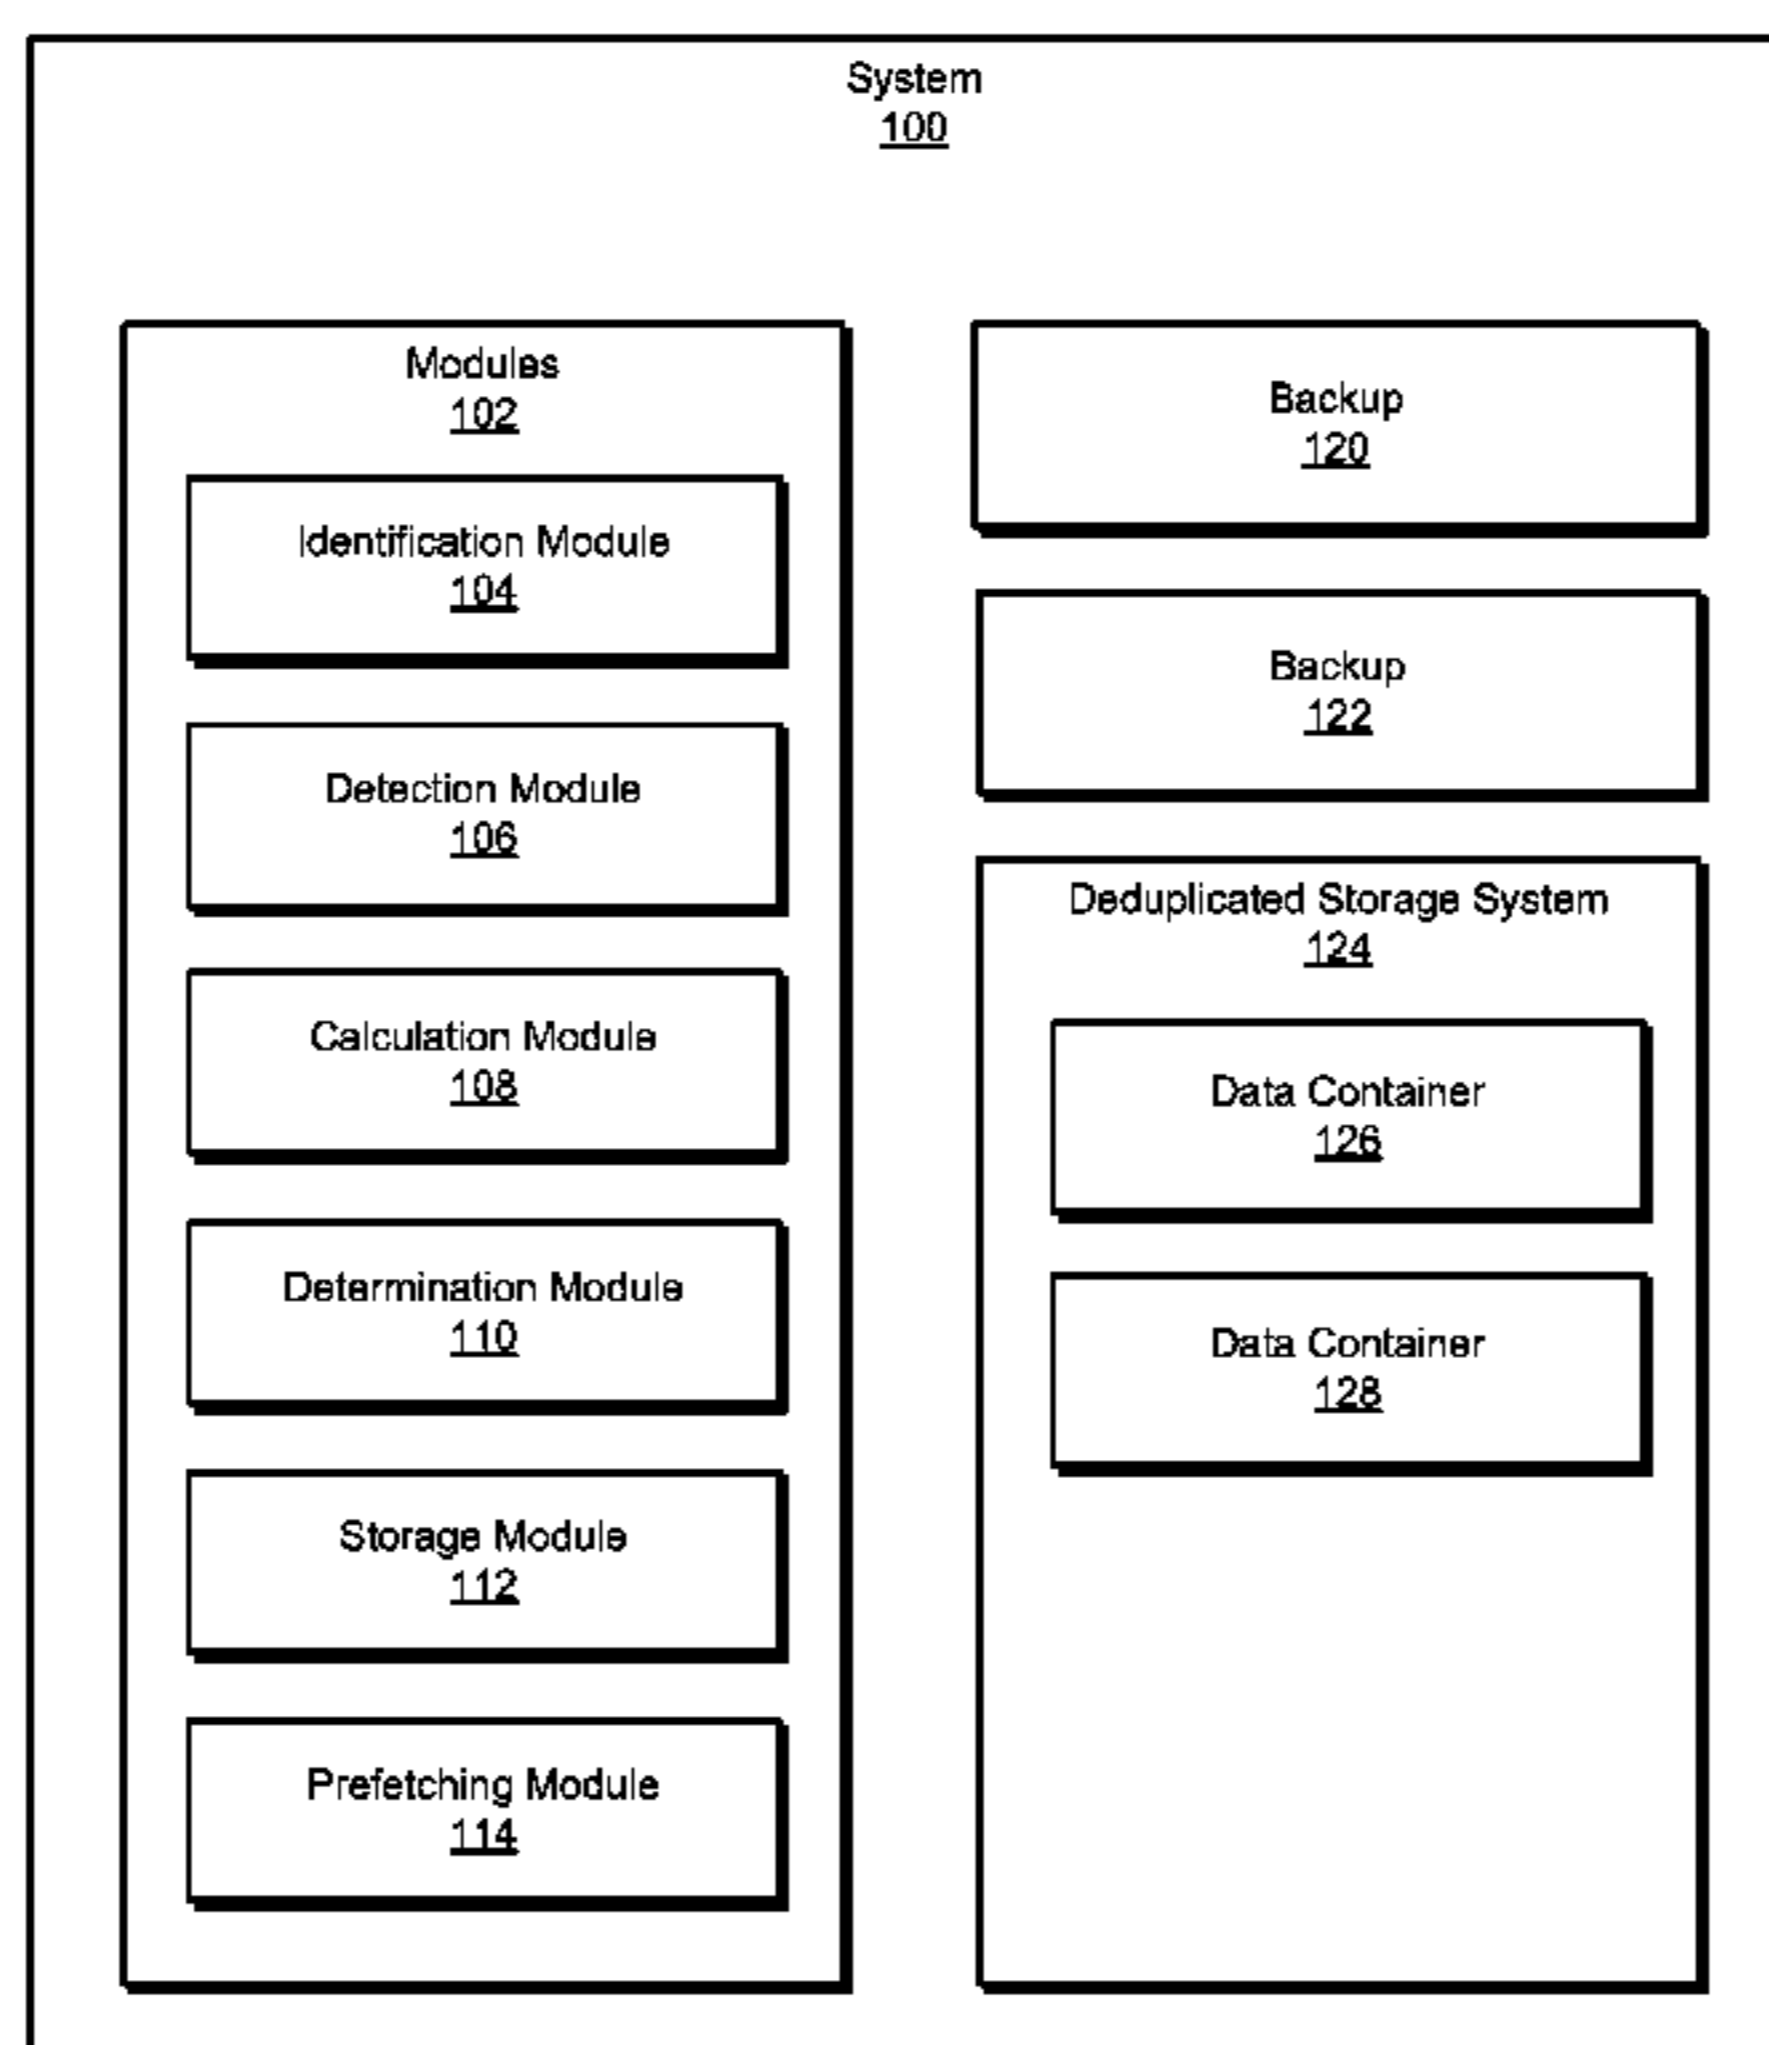 System
100
Modules
102
Identification Module
104
Detection Module
106
Calculation Module
108
Determination Module
110
Storage Module
112
Prefetching Module
114
Backup
120
Backup
122
Deduplicated Storage System
124
Data Container
126
Data Container
128